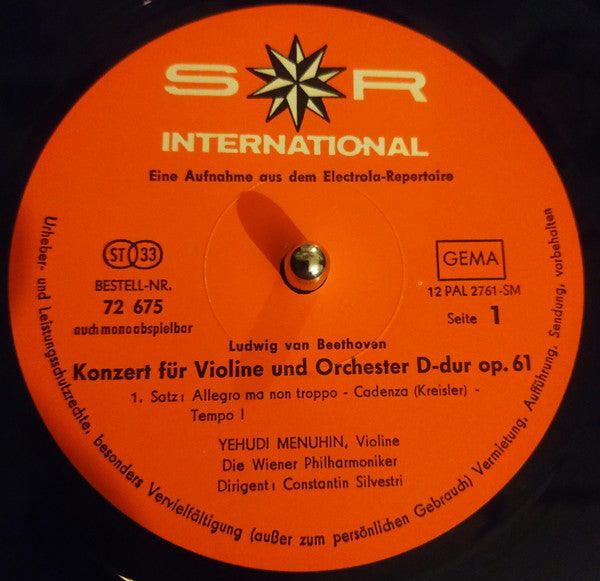 S R
INTERNATIONAL
Eine Aufnahme aus dem Electrola-Repertoire
ST 33
BESTELL-NR.
72 675
auch mono abspielbar
GEMA
12 PAL 2761-SM
Seite 1
Ludwig van Beethoven
Konzert für Violine und Orchester D-dur op. 61
1. Satz: Allegro ma non troppo - Cadenza (Kreisler) -
Tempo I
YEHUDI MENUHIN, Violine
Die Wiener Philharmoniker
Dirigent: Constantin Silvestri
Urheber- und Leistungsschutzrechte, besonders Vervielfältigung (außer zum persönlichen Gebrauch) Vermietung, Aufführung, Sendung, vorbehalten